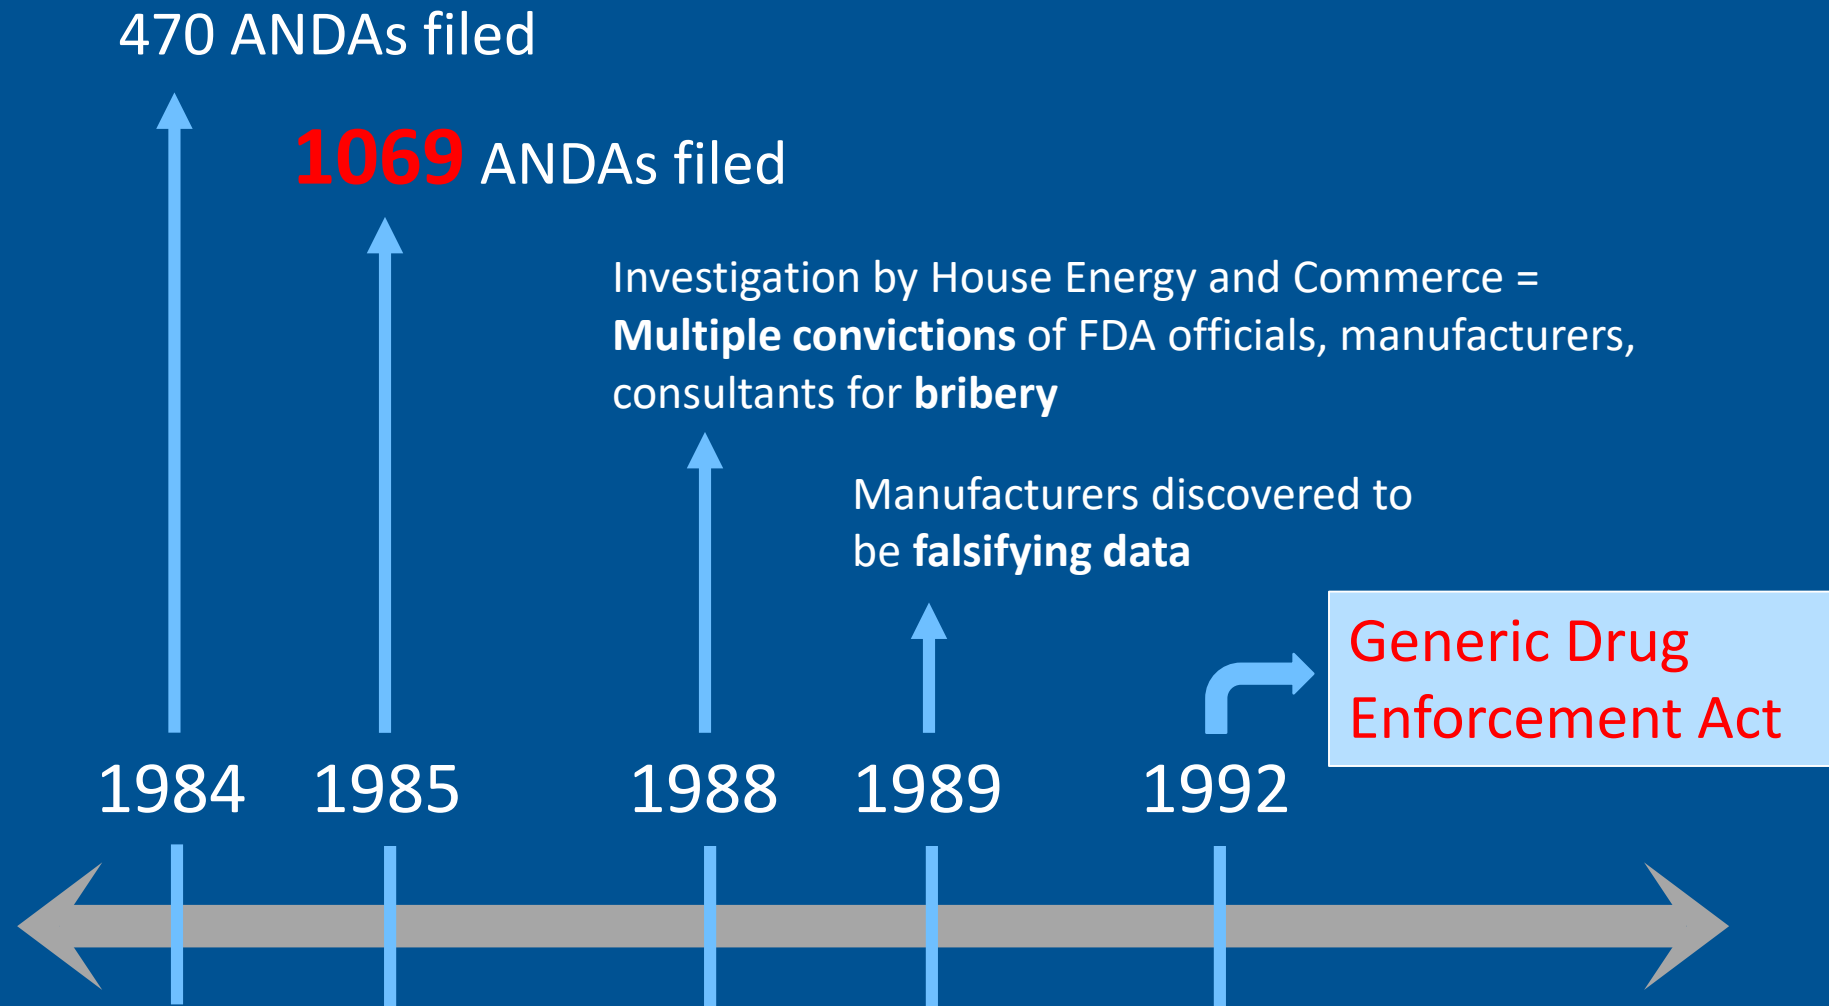 470 ANDAs filed
1069 ANDAs filed
Investigation by House Energy and Commerce =
Multiple convictions of FDA officials, manufacturers,
consultants for bribery
Manufacturers discovered to
be falsifying data
Generic Drug
Enforcement Act
1984
1985
1988
1989
1992